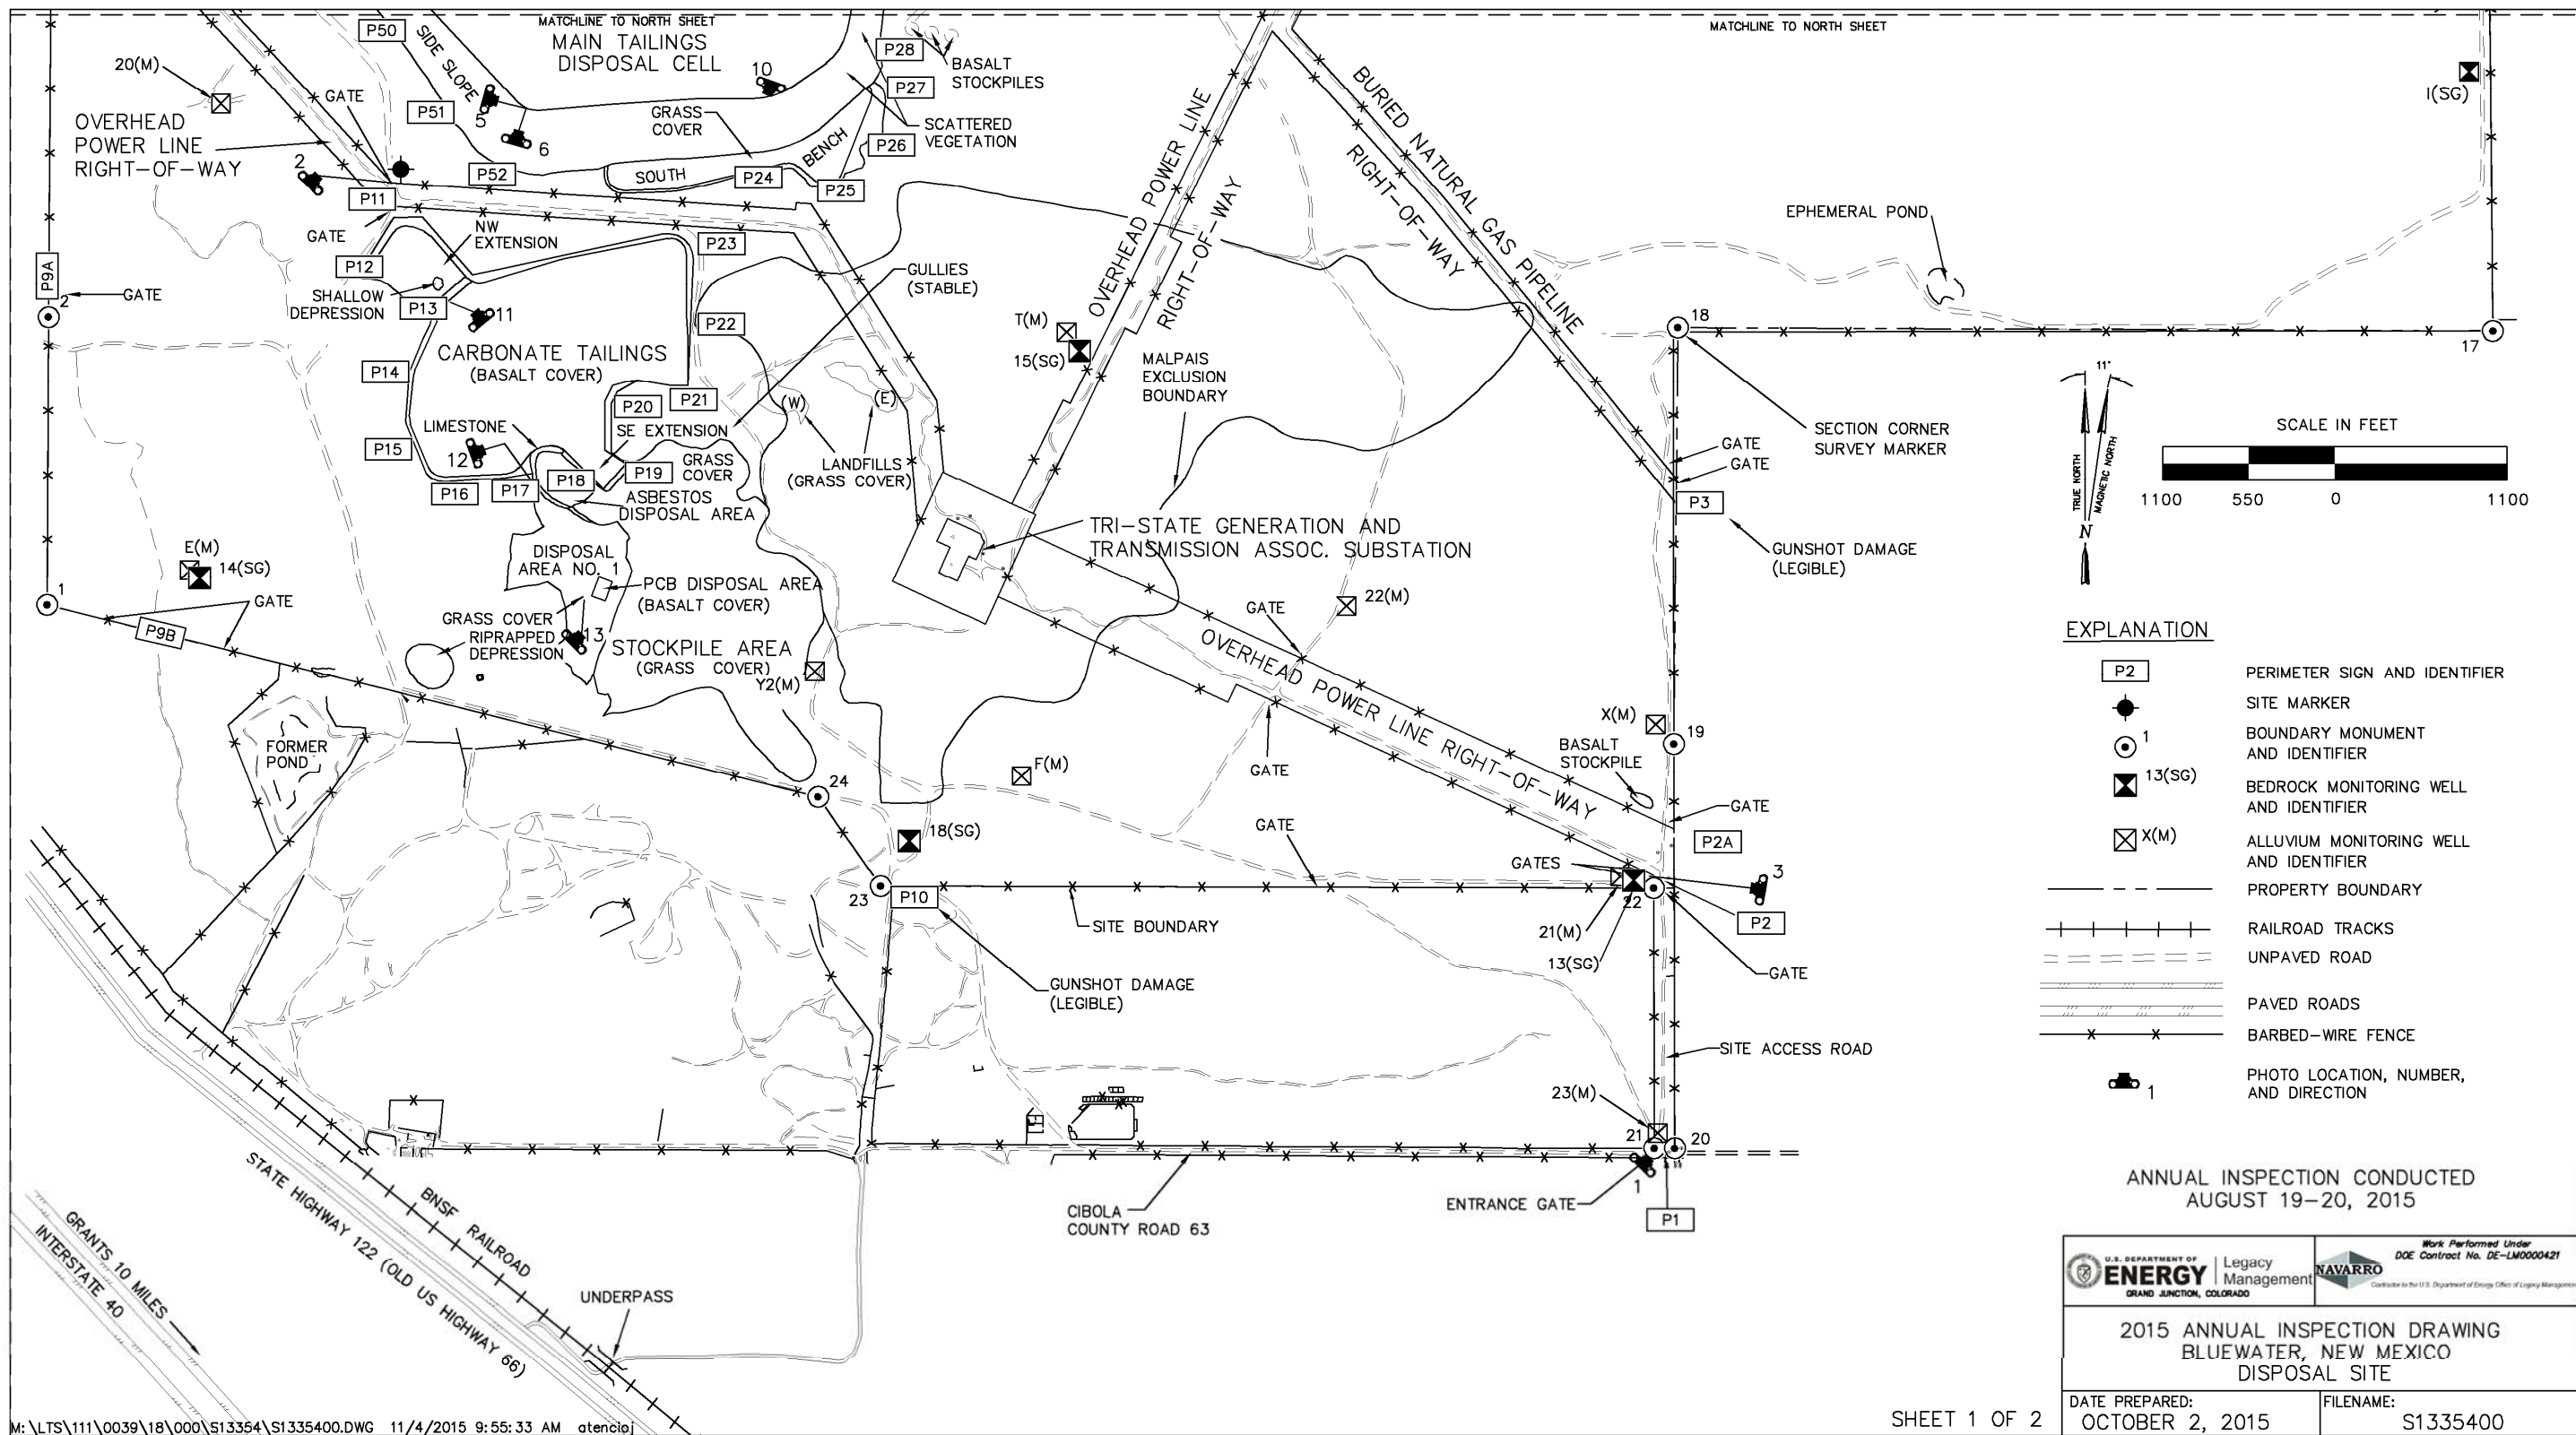 MATCHLINE TO NORTH SHEET
MATCHLINE TO NORTH SHEET
MAIN TAILINGS
DISPOSAL CELL
P50
SIDE SLOPE
P28
BASALT
STOCKPILES
20(M)
GATE
P51
5
6
10
GRASS
COVER
P27
SCATTERED
VEGETATION
P26
BENCH
OVERHEAD
POWER LINE
RIGHT-OF-WAY
2
P52
SOUTH
P24
P25
P11
GATE
NW
EXTENSION
P23
P12
P9A
2
GATE
SHALLOW
DEPRESSION
P13
11
GULLIES
(STABLE)
P22
CARBONATE TAILINGS
(BASALT COVER)
P14
P20
P21
(W)
(E)
LIMESTONE
SE EXTENSION
P15
12
P19
GRASS
COVER
LANDFILLS
(GRASS COVER)
P16
P17
P18
ASBESTOS
DISPOSAL AREA
E(M)
14(SG)
DISPOSAL
AREA NO. 1
PCB DISPOSAL AREA
(BASALT COVER)
1
GATE
P9B
GRASS COVER
RIPRAPPED
DEPRESSION
13
STOCKPILE AREA
(GRASS COVER)
Y2(M)
FORMER
POND
24
18(SG)
23
P10
GUNSHOT DAMAGE
(LEGIBLE)
OVERHEAD POWER LINE
RIGHT-OF-WAY
T(M)
15(SG)
MALPAIS
EXCLUSION
BOUNDARY
BURIED NATURAL GAS PIPELINE
RIGHT-OF-WAY
EPHEMERAL POND
I(SG)
17
18
SECTION CORNER
SURVEY MARKER
GATE
GATE
P3
GUNSHOT DAMAGE
(LEGIBLE)
TRI-STATE GENERATION AND
TRANSMISSION ASSOC. SUBSTATION
22(M)
GATE
OVERHEAD POWER LINE RIGHT-OF-WAY
GATE
F(M)
X(M)
19
BASALT
STOCKPILE
GATE
P2A
GATE
GATES
3
22
P2
SITE BOUNDARY
21(M)
13(SG)
GATE
SITE ACCESS ROAD
23(M)
21
20
1
P1
ENTRANCE GATE
CIBOLA
COUNTY ROAD 63
BNSF RAILROAD
STATE HIGHWAY 122 (OLD US HIGHWAY 66)
GRANTS 10 MILES
INTERSTATE 40
UNDERPASS
11°
TRUE NORTH
MAGNETIC NORTH
N
SCALE IN FEET
1100 550 0 1100
EXPLANATION
P2 PERIMETER SIGN AND IDENTIFIER
SITE MARKER
1 BOUNDARY MONUMENT
AND IDENTIFIER
13(SG) BEDROCK MONITORING WELL
AND IDENTIFIER
X(M) ALLUVIUM MONITORING WELL
AND IDENTIFIER
PROPERTY BOUNDARY
RAILROAD TRACKS
UNPAVED ROAD
PAVED ROADS
BARBED-WIRE FENCE
1 PHOTO LOCATION, NUMBER,
AND DIRECTION
ANNUAL INSPECTION CONDUCTED
AUGUST 19-20, 2015
U.S. DEPARTMENT OF
ENERGY
Legacy
Management
GRAND JUNCTION, COLORADO
NAVARRO
Work Performed Under
DOE Contract No. DE-LM0000421
Contractor to the U.S. Department of Energy Office of Legacy Management
2015 ANNUAL INSPECTION DRAWING
BLUEWATER, NEW MEXICO
DISPOSAL SITE
DATE PREPARED:
OCTOBER 2, 2015
FILENAME:
S1335400
SHEET 1 OF 2
M:\LTS\111\0039\18\000\S13354\S1335400.DWG 11/4/2015 9:55:33 AM atencioj